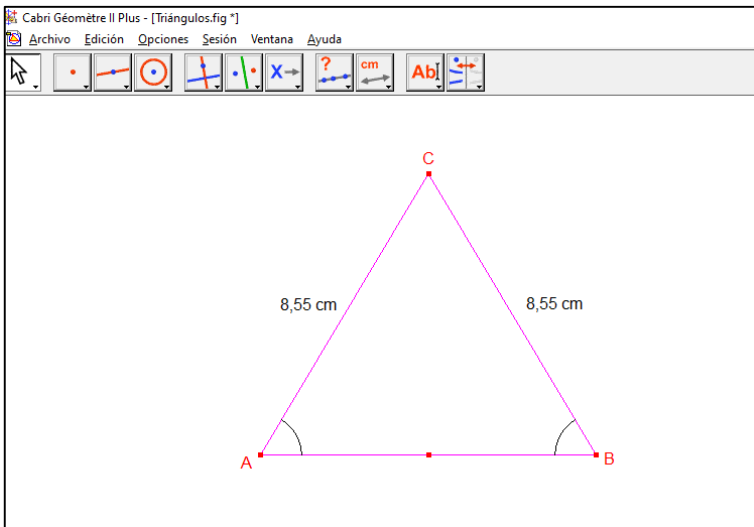 Cabri Géomètre II Plus - [Triángulos.fig *]
Archivo Edición Opciones Sesión Ventana Ayuda
? cm Ab X
C
8,55 cm 8,55 cm
A B